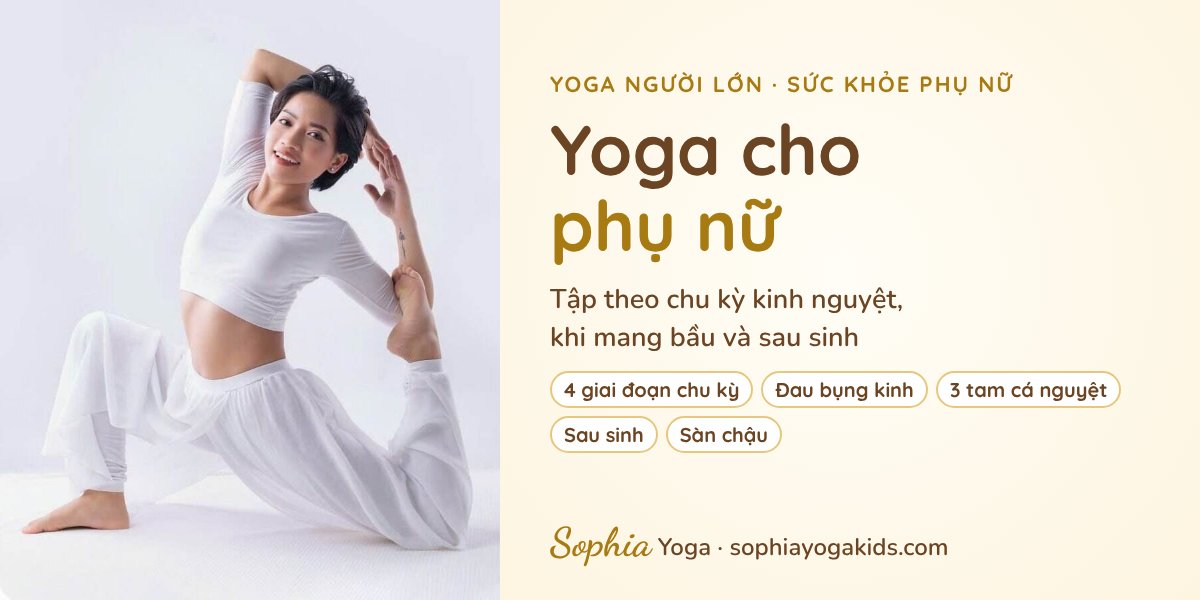 YOGA NGƯỜI LỚN · SỨC KHỎE PHỤ NỮ
Yoga cho
phụ nữ
Tập theo chu kỳ kinh nguyệt,
khi mang bầu và sau sinh
4 giai đoạn chu kỳ Đau bụng kinh 3 tam cá nguyệt
Sau sinh Sàn chậu
Sophia Yoga · sophiayogakids.com